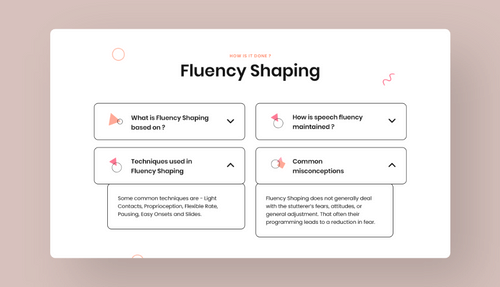 HOW IS IT DONE ?
Fluency Shaping
What is Fluency Shaping
based on ?
How is speech fluency
maintained ?
Techniques used in
Fluency Shaping
Common
misconceptions
Some common techniques are - Light
Contacts, Proprioception, Flexible Rate,
Pausing, Easy Onsets and Slides.
Fluency Shaping does not generally deal
with the stutterer's fears, attitudes, or
general adjustment. That often their
programming leads to a reduction in fear.